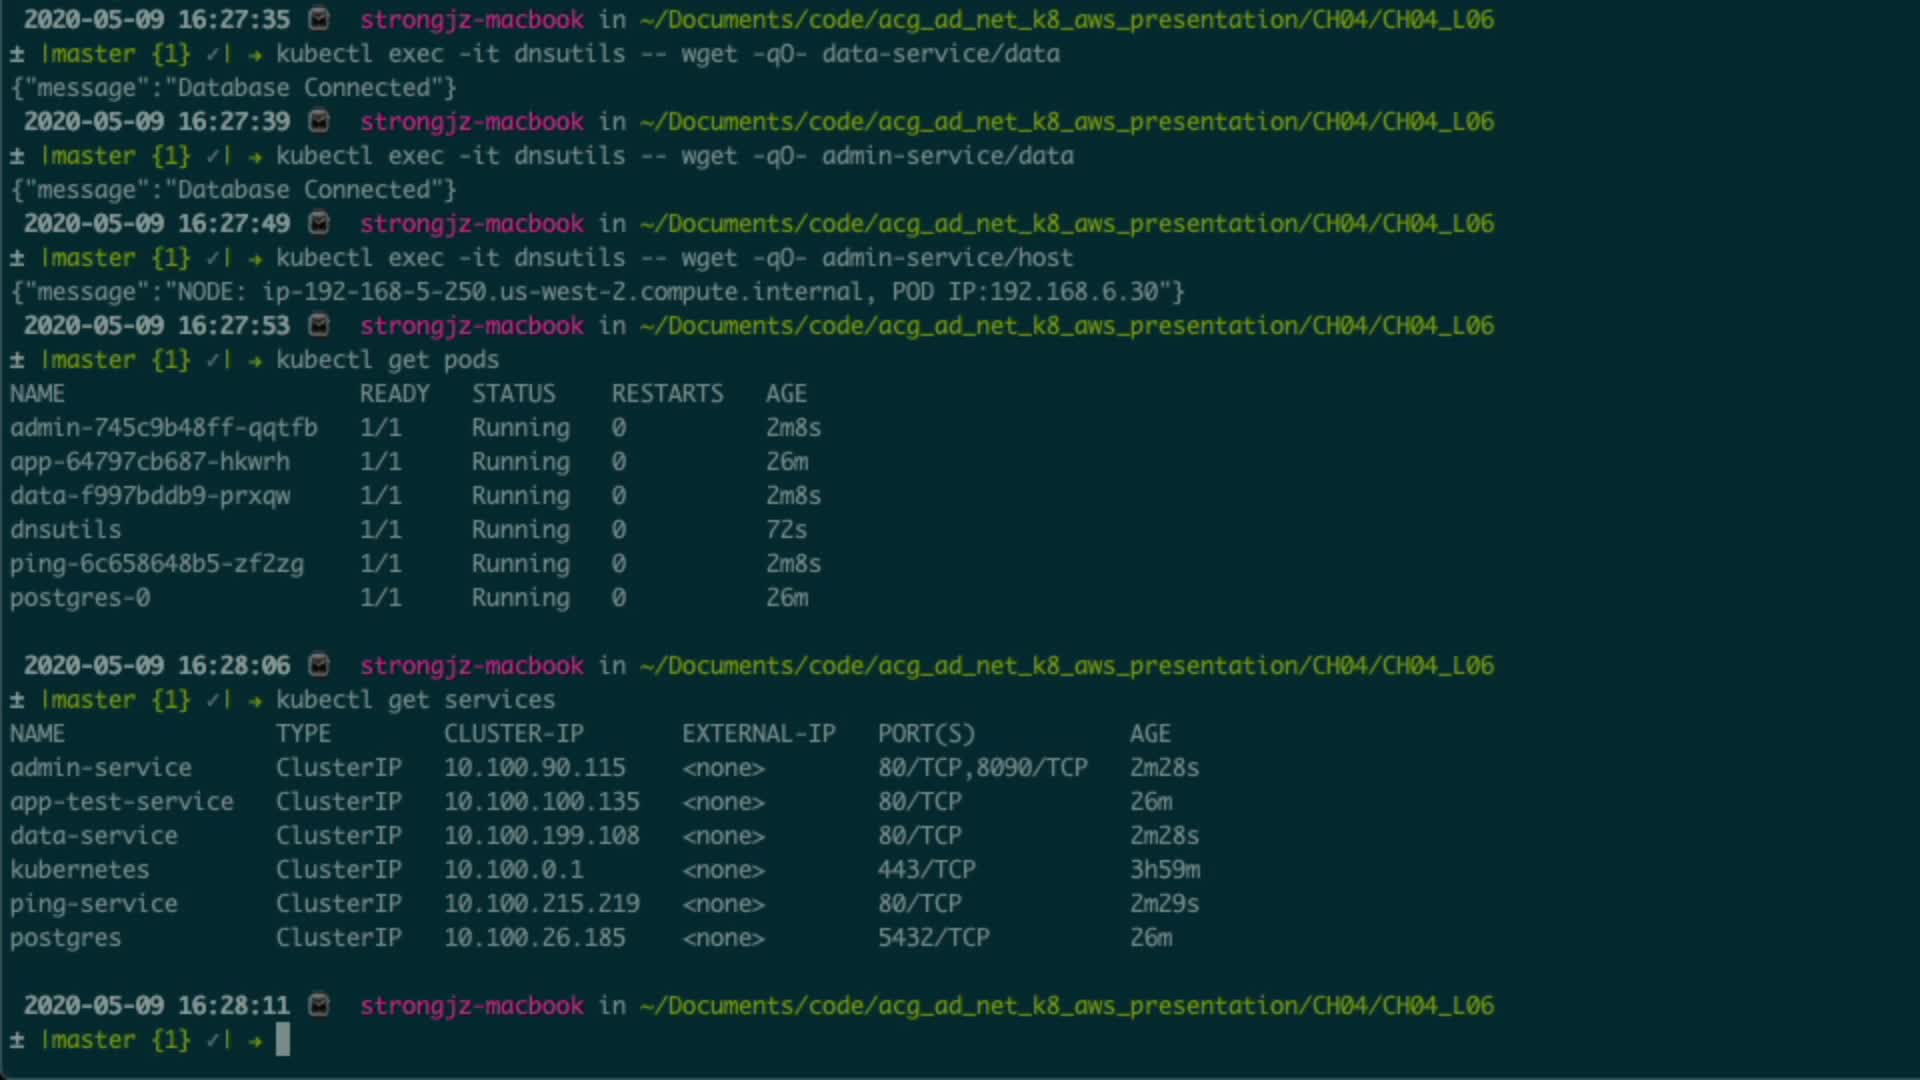 2020-05-09 16:27:35 strongjz-macbook in ~/Documents/code/acg_ad_net_k8_aws_presentation/CH04/CH04_L06
± |master {1} ✓| → kubectl exec -it dnsutils -- wget -qO- data-service/data
{"message":"Database Connected"}
2020-05-09 16:27:39 strongjz-macbook in ~/Documents/code/acg_ad_net_k8_aws_presentation/CH04/CH04_L06
± |master {1} ✓| → kubectl exec -it dnsutils -- wget -qO- admin-service/data
{"message":"Database Connected"}
2020-05-09 16:27:49 strongjz-macbook in ~/Documents/code/acg_ad_net_k8_aws_presentation/CH04/CH04_L06
± |master {1} ✓| → kubectl exec -it dnsutils -- wget -qO- admin-service/host
{"message":"NODE: ip-192-168-5-250.us-west-2.compute.internal, POD IP:192.168.6.30"}
2020-05-09 16:27:53 strongjz-macbook in ~/Documents/code/acg_ad_net_k8_aws_presentation/CH04/CH04_L06
± |master {1} ✓| → kubectl get pods
NAME READY STATUS RESTARTS AGE
admin-745c9b48ff-qqtfb 1/1 Running 0 2m8s
app-64797cb687-hkwrh 1/1 Running 0 26m
data-f997bddb9-prxqw 1/1 Running 0 2m8s
dnsutils 1/1 Running 0 72s
ping-6c658648b5-zf2zg 1/1 Running 0 2m8s
postgres-0 1/1 Running 0 26m
2020-05-09 16:28:06 strongjz-macbook in ~/Documents/code/acg_ad_net_k8_aws_presentation/CH04/CH04_L06
± |master {1} ✓| → kubectl get services
NAME TYPE CLUSTER-IP EXTERNAL-IP PORT(S) AGE
admin-service ClusterIP 10.100.90.115 <none> 80/TCP,8090/TCP 2m28s
app-test-service ClusterIP 10.100.100.135 <none> 80/TCP 26m
data-service ClusterIP 10.100.199.108 <none> 80/TCP 2m28s
kubernetes ClusterIP 10.100.0.1 <none> 443/TCP 3h59m
ping-service ClusterIP 10.100.215.219 <none> 80/TCP 2m29s
postgres ClusterIP 10.100.26.185 <none> 5432/TCP 26m
2020-05-09 16:28:11 strongjz-macbook in ~/Documents/code/acg_ad_net_k8_aws_presentation/CH04/CH04_L06
± |master {1} ✓| →